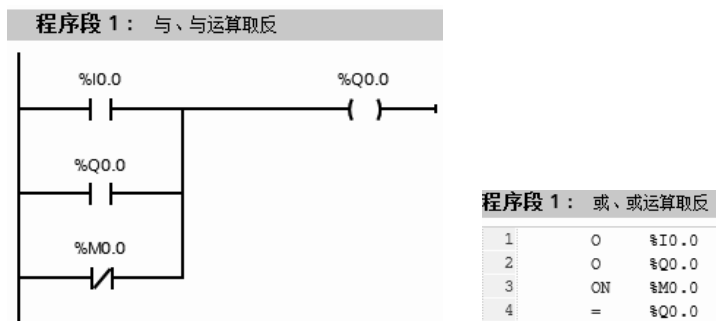 程序段 1： 与、与运算取反
%I0.0
%Q0.0
%Q0.0
%M0.0
程序段 1： 或、或运算取反
1 O %I0.0
2 O %Q0.0
3 ON %M0.0
4 = %Q0.0